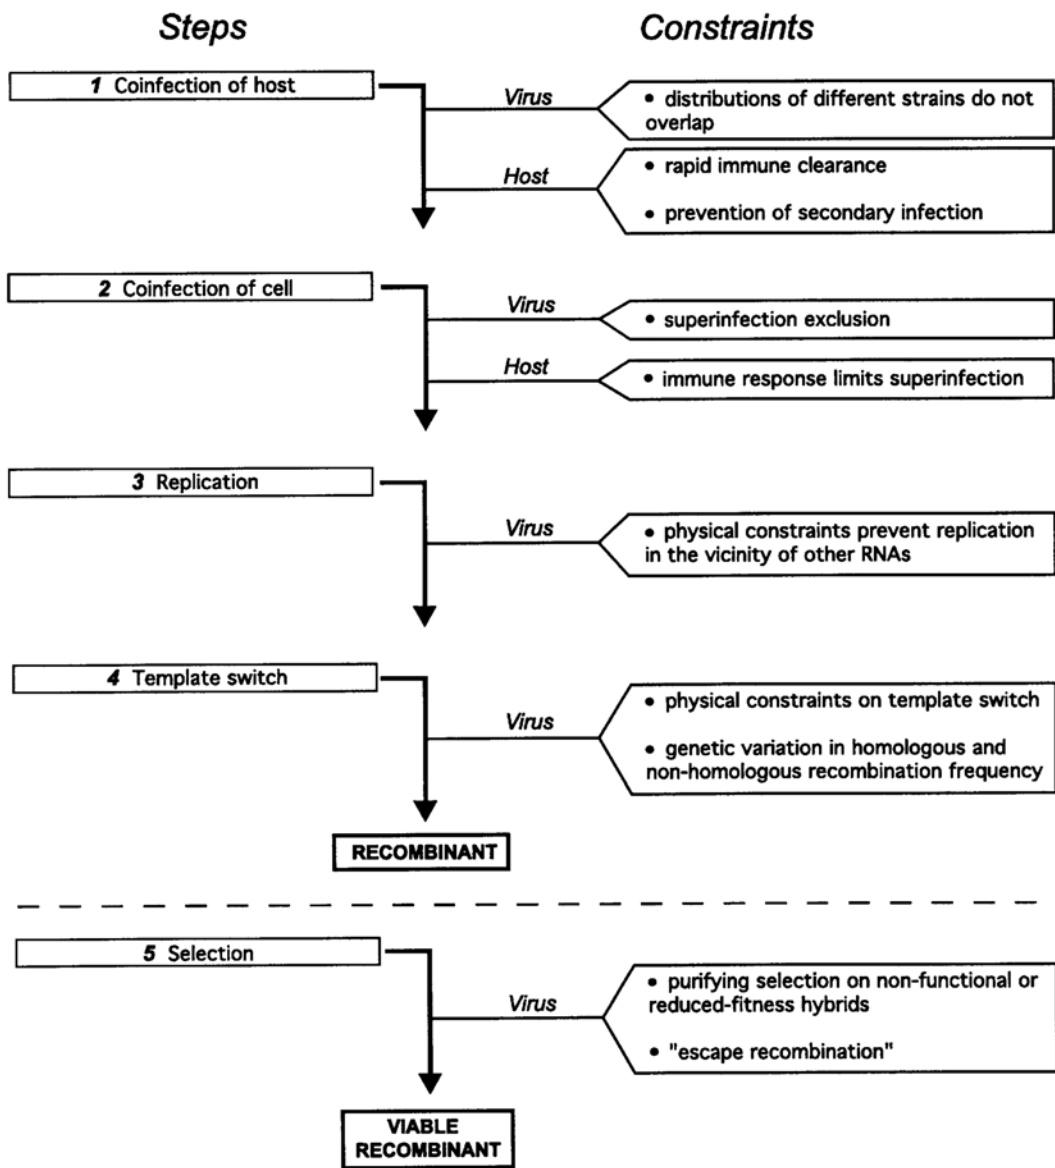 Steps
Constraints
1 Coinfection of host
Virus
• distributions of different strains do not
overlap
Host
• rapid immune clearance
• prevention of secondary infection
2 Coinfection of cell
Virus
• superinfection exclusion
Host
• immune response limits superinfection
3 Replication
Virus
• physical constraints prevent replication
in the vicinity of other RNAs
4 Template switch
Virus
• physical constraints on template switch
• genetic variation in homologous and
non-homologous recombination frequency
RECOMBINANT
5 Selection
Virus
• purifying selection on non-functional or
reduced-fitness hybrids
• "escape recombination"
VIABLE
RECOMBINANT